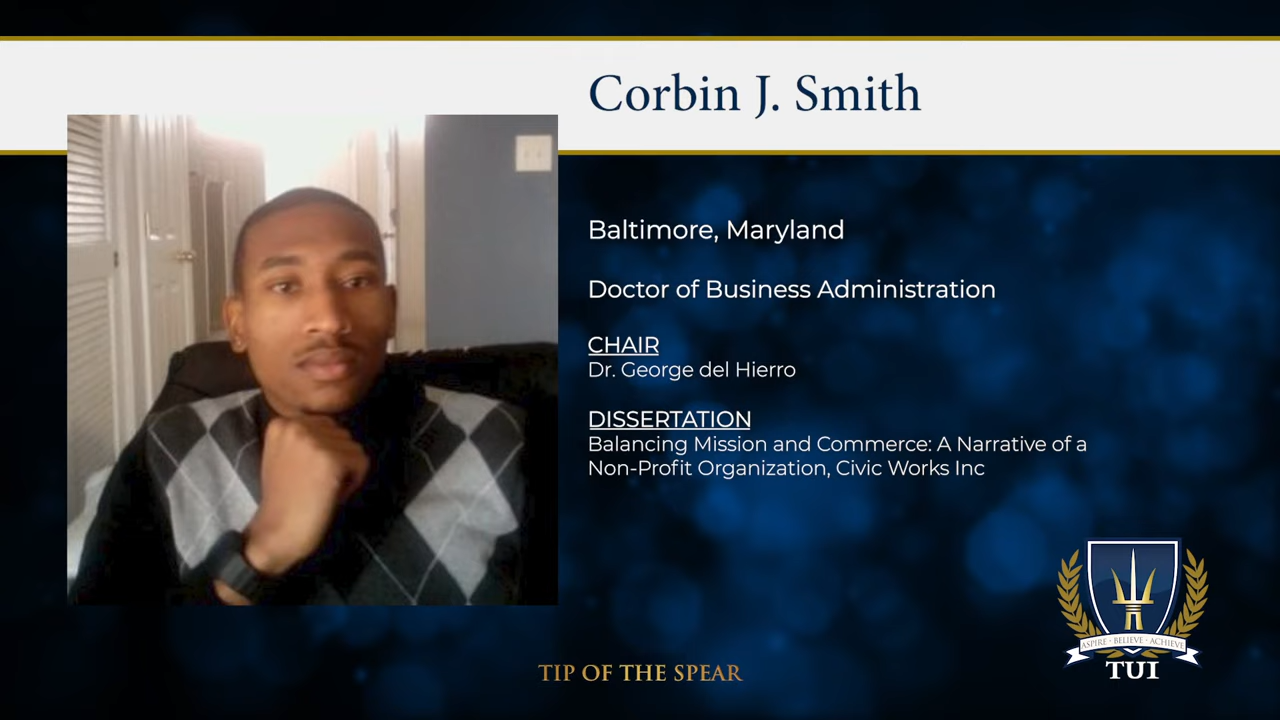 Corbin J. Smith
Baltimore, Maryland
Doctor of Business Administration
CHAIR
Dr. George del Hierro
DISSERTATION
Balancing Mission and Commerce: A Narrative of a
Non-Profit Organization, Civic Works Inc
ASPIRE · BELIEVE · ACHIEVE
TUI
TIP OF THE SPEAR